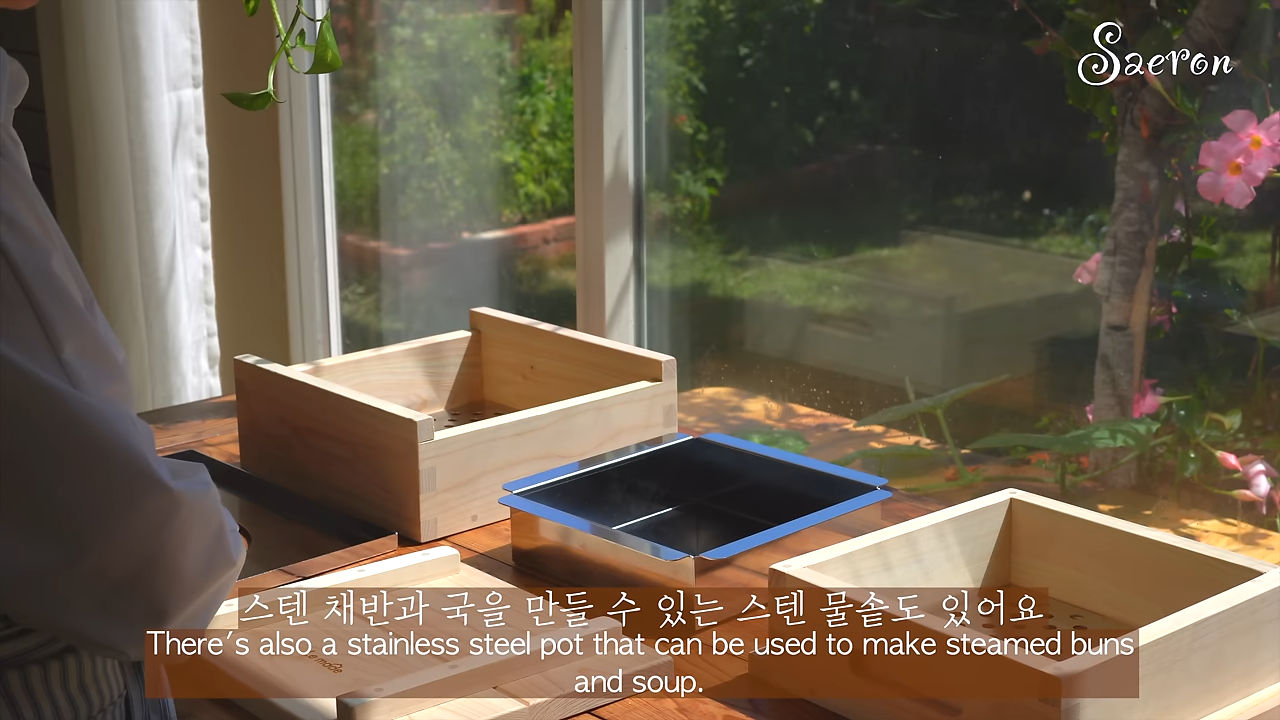 Saeron
스텐 채반과 국을 만들 수 있는 스텐 물솥도 있어요
There's also a stainless steel pot that can be used to make steamed buns
and soup.